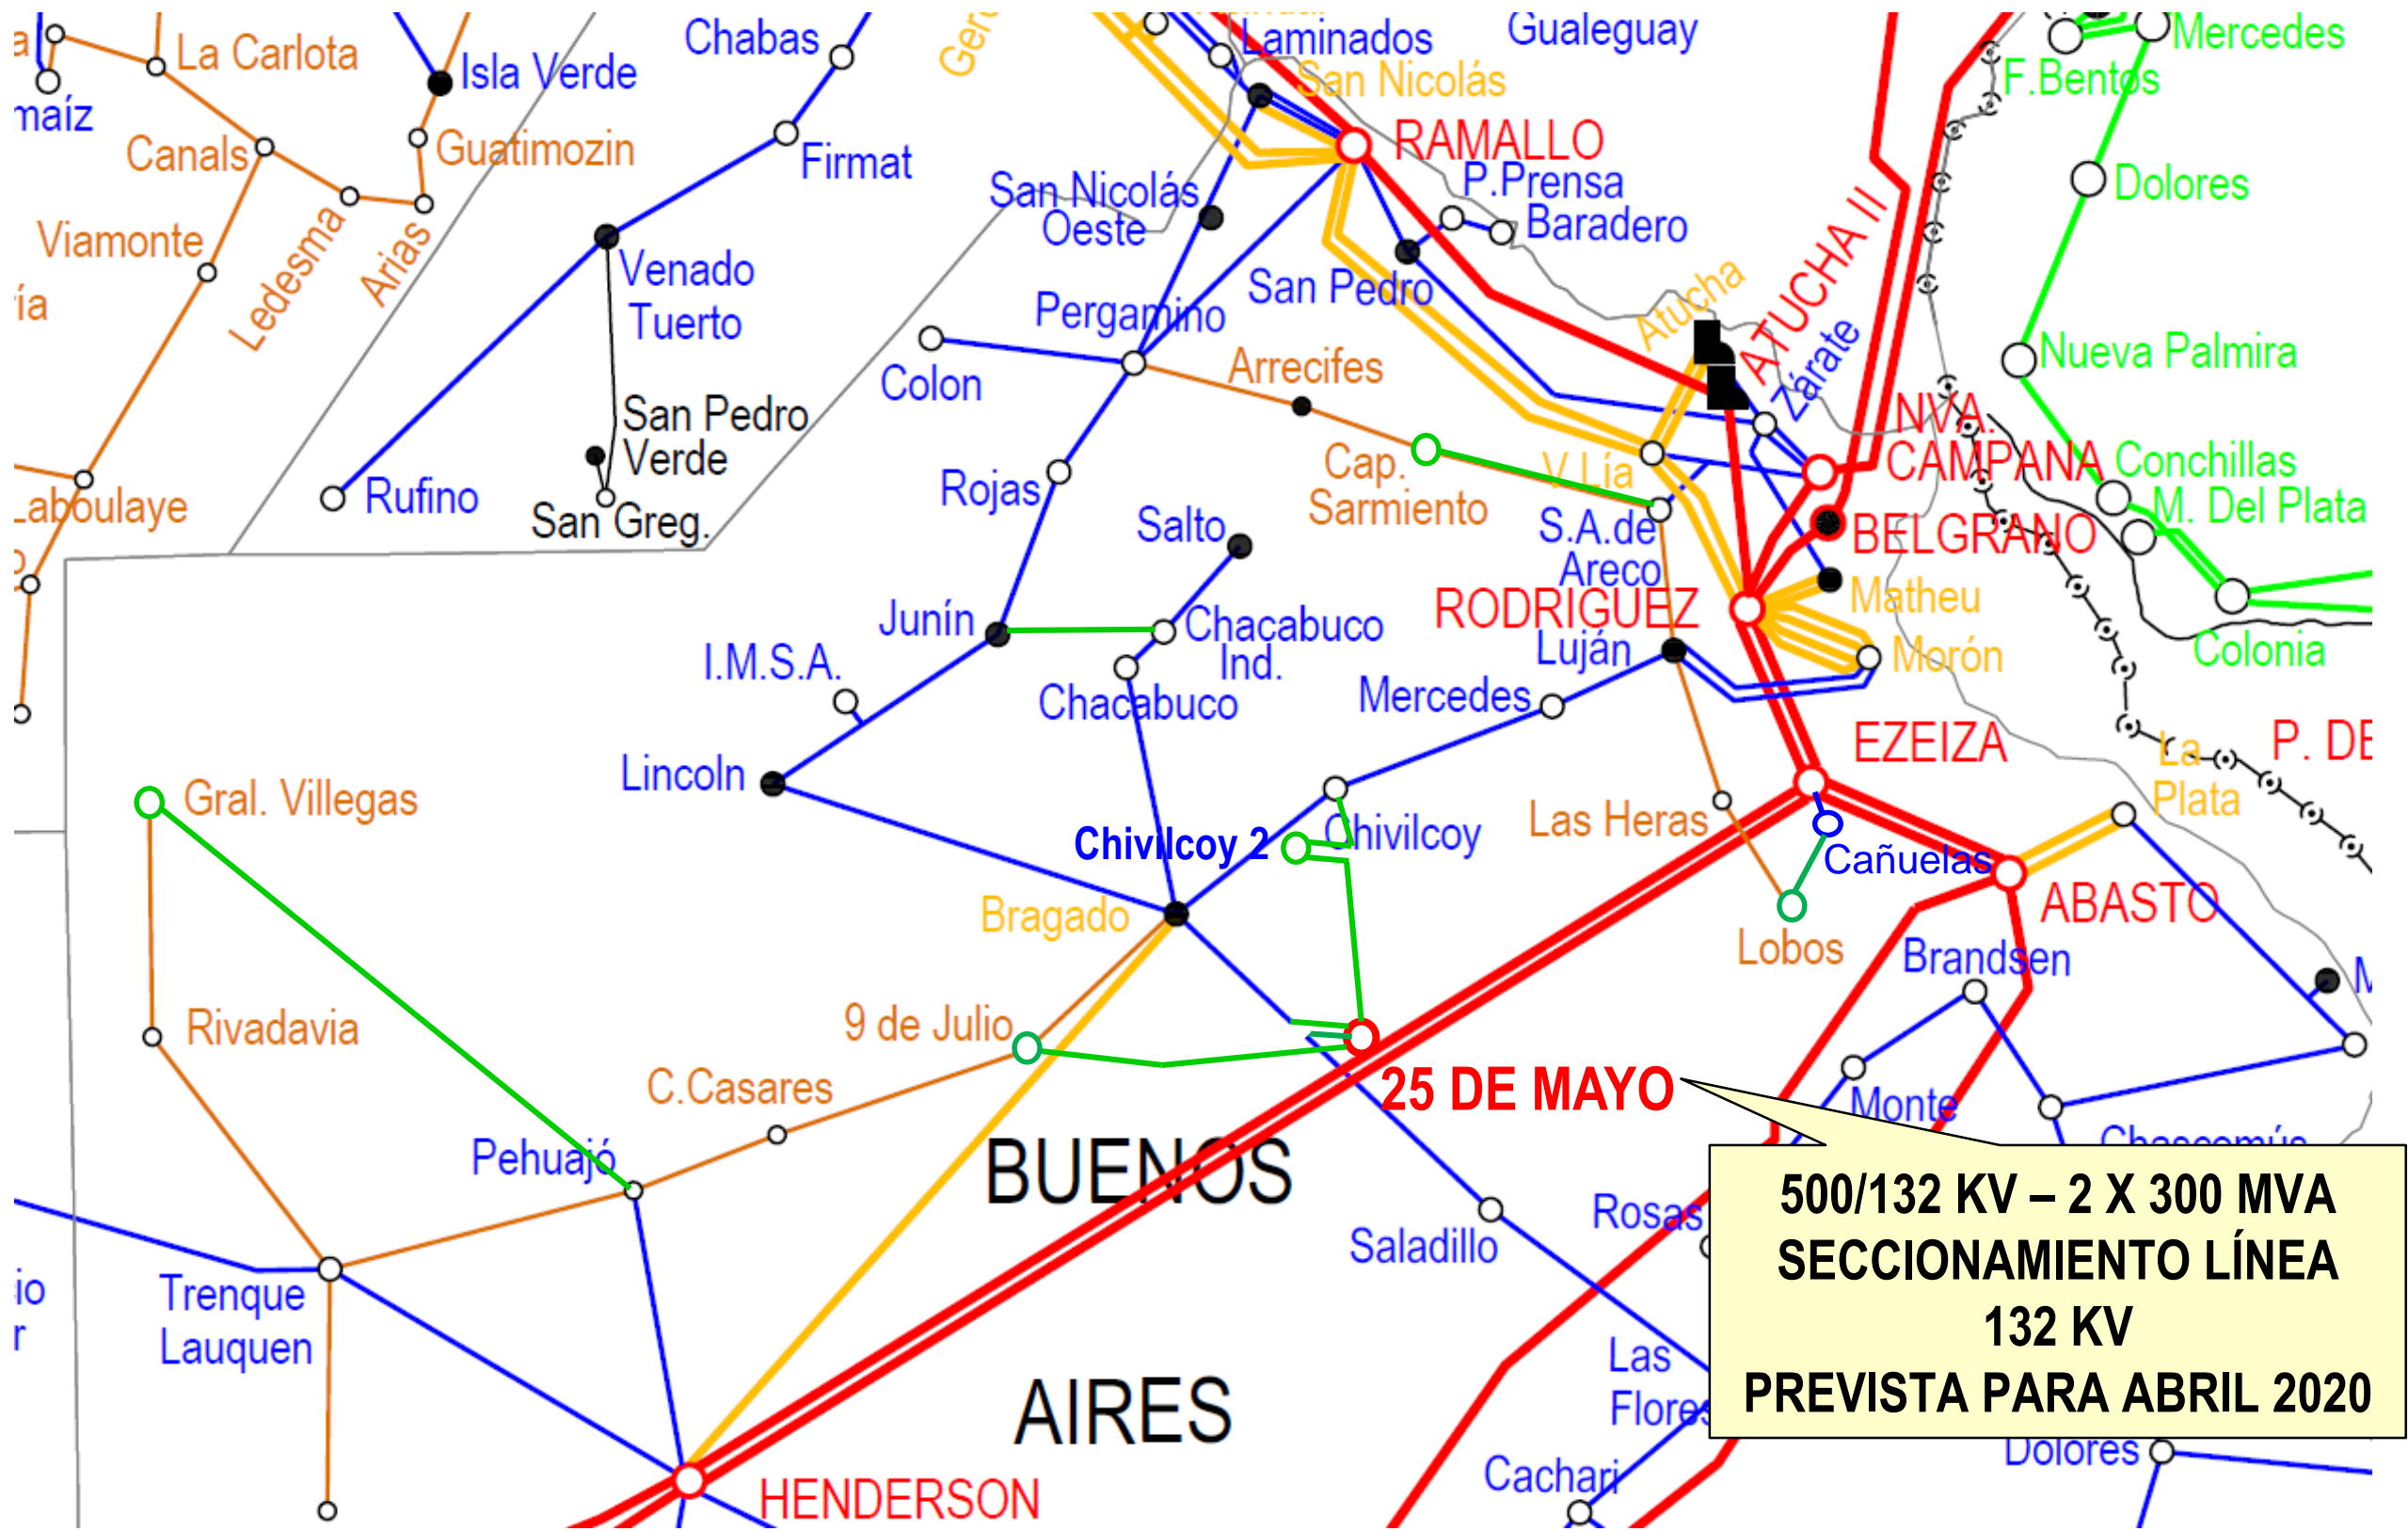 La Carlota
Isla Verde
Chabas
Laminados
Gualeguay
Mercedes
maíz
San Nicolás
F.Bentos
Canals
Guatimozin
Firmat
RAMALLO
P.Prensa
San Nicolás
Oeste
Baradero
Dolores
Viamonte
Ledesma
Arias
Venado
Tuerto
San Pedro
Pergamino
Atucha
ATUCHA II
Zárate
ía
Colon
Arrecifes
Nueva Palmira
San Pedro
Verde
NVA.
CAMPANA
Rufino
San Greg.
Rojas
Cap.
Sarmiento
V.Lía
Conchillas
M. Del Plata
Laboulaye
Salto
S.A.de
Areco
BELGRANO
Matheu
RODRIGUEZ
Junín
Chacabuco
Ind.
Luján
Morón
Colonia
I.M.S.A.
Chacabuco
Mercedes
EZEIZA
La
Plata
P. DE
Lincoln
Gral. Villegas
Chivilcoy 2
Chivilcoy
Las Heras
Cañuelas
Bragado
ABASTO
Lobos
Brandsen
Rivadavia
9 de Julio
25 DE MAYO
C.Casares
Monte
Chascomús
Pehuajó
BUENOS
AIRES
500/132 KV – 2 X 300 MVA
SECCIONAMIENTO LÍNEA
132 KV
PREVISTA PARA ABRIL 2020
Rosas
Saladillo
io
r
Trenque
Lauquen
Las
Flores
Cachari
Dolores
HENDERSON